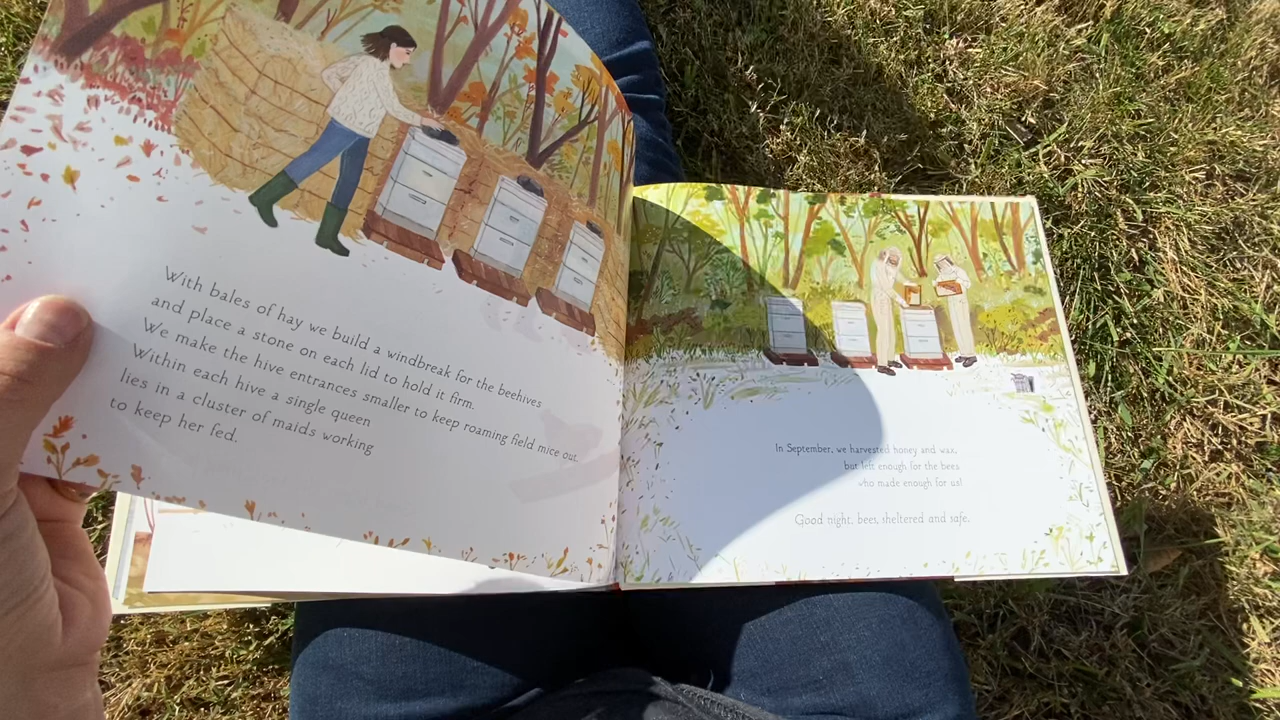 With bales of hay we build a windbreak for the beehives
and place a stone on each lid to hold it firm.
We make the hive entrances smaller to keep roaming field mice out.
Within each hive a single queen
lies in a cluster of maids working
to keep her fed.
In September, we harvested honey and wax,
but left enough for the bees
who made enough for us!
Good night, bees, sheltered and safe.